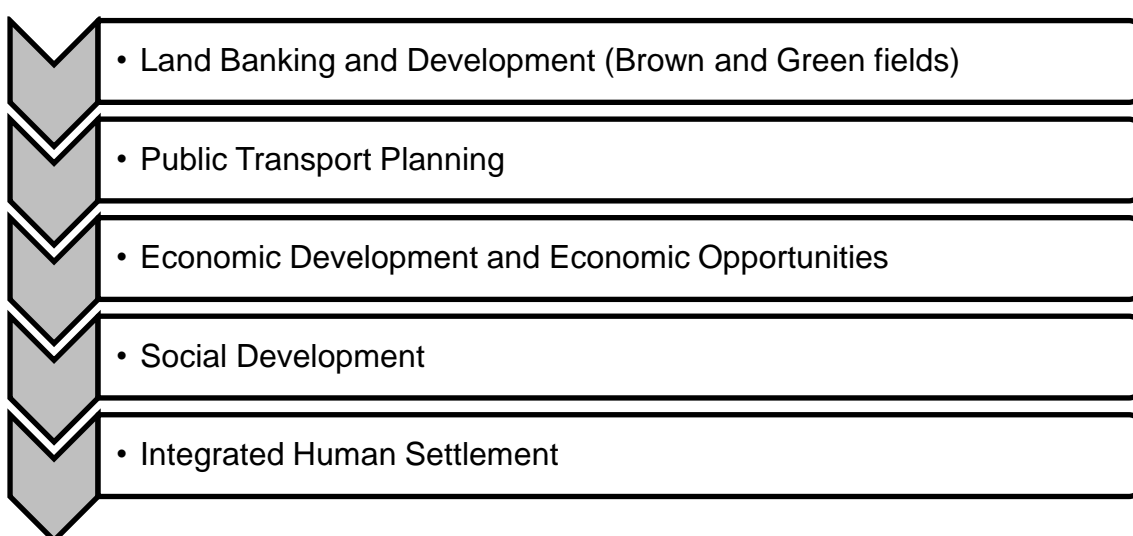 • Land Banking and Development (Brown and Green fields)
• Public Transport Planning
• Economic Development and Economic Opportunities
• Social Development
• Integrated Human Settlement